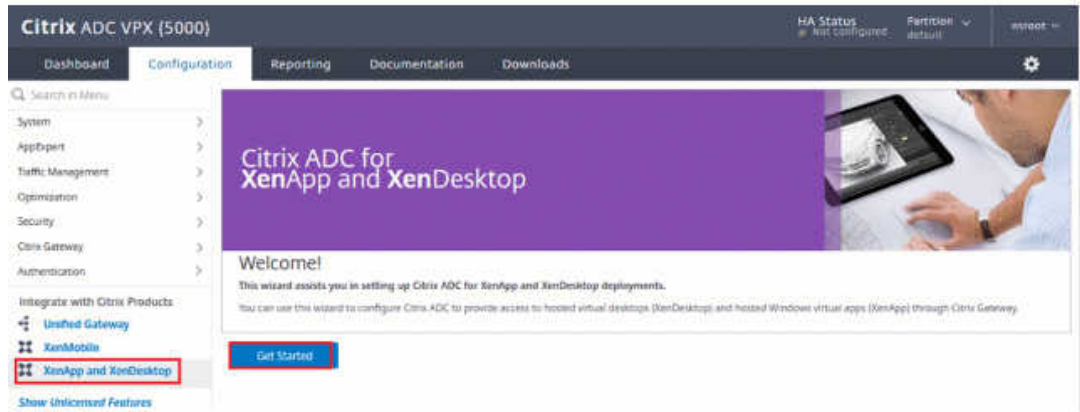 Citrix ADC VPX (5000)
HA Status
Not configured
Partition
default
nsroot
Dashboard
Configuration
Reporting
Documentation
Downloads
Search in Menu
System
AppExpert
Traffic Management
Optimization
Security
Citrix Gateway
Authentication
Integrate with Citrix Products
Unified Gateway
XenMobile
XenApp and XenDesktop
Show Unlicensed Features
Citrix ADC for
XenApp and XenDesktop
Welcome!
This wizard assists you in setting up Citrix ADC for XenApp and XenDesktop deployments.
You can use this wizard to configure Citrix ADC to provide access to hosted virtual desktops (XenDesktop) and hosted Windows virtual apps (XenApp) through Citrix Gateway.
Get Started